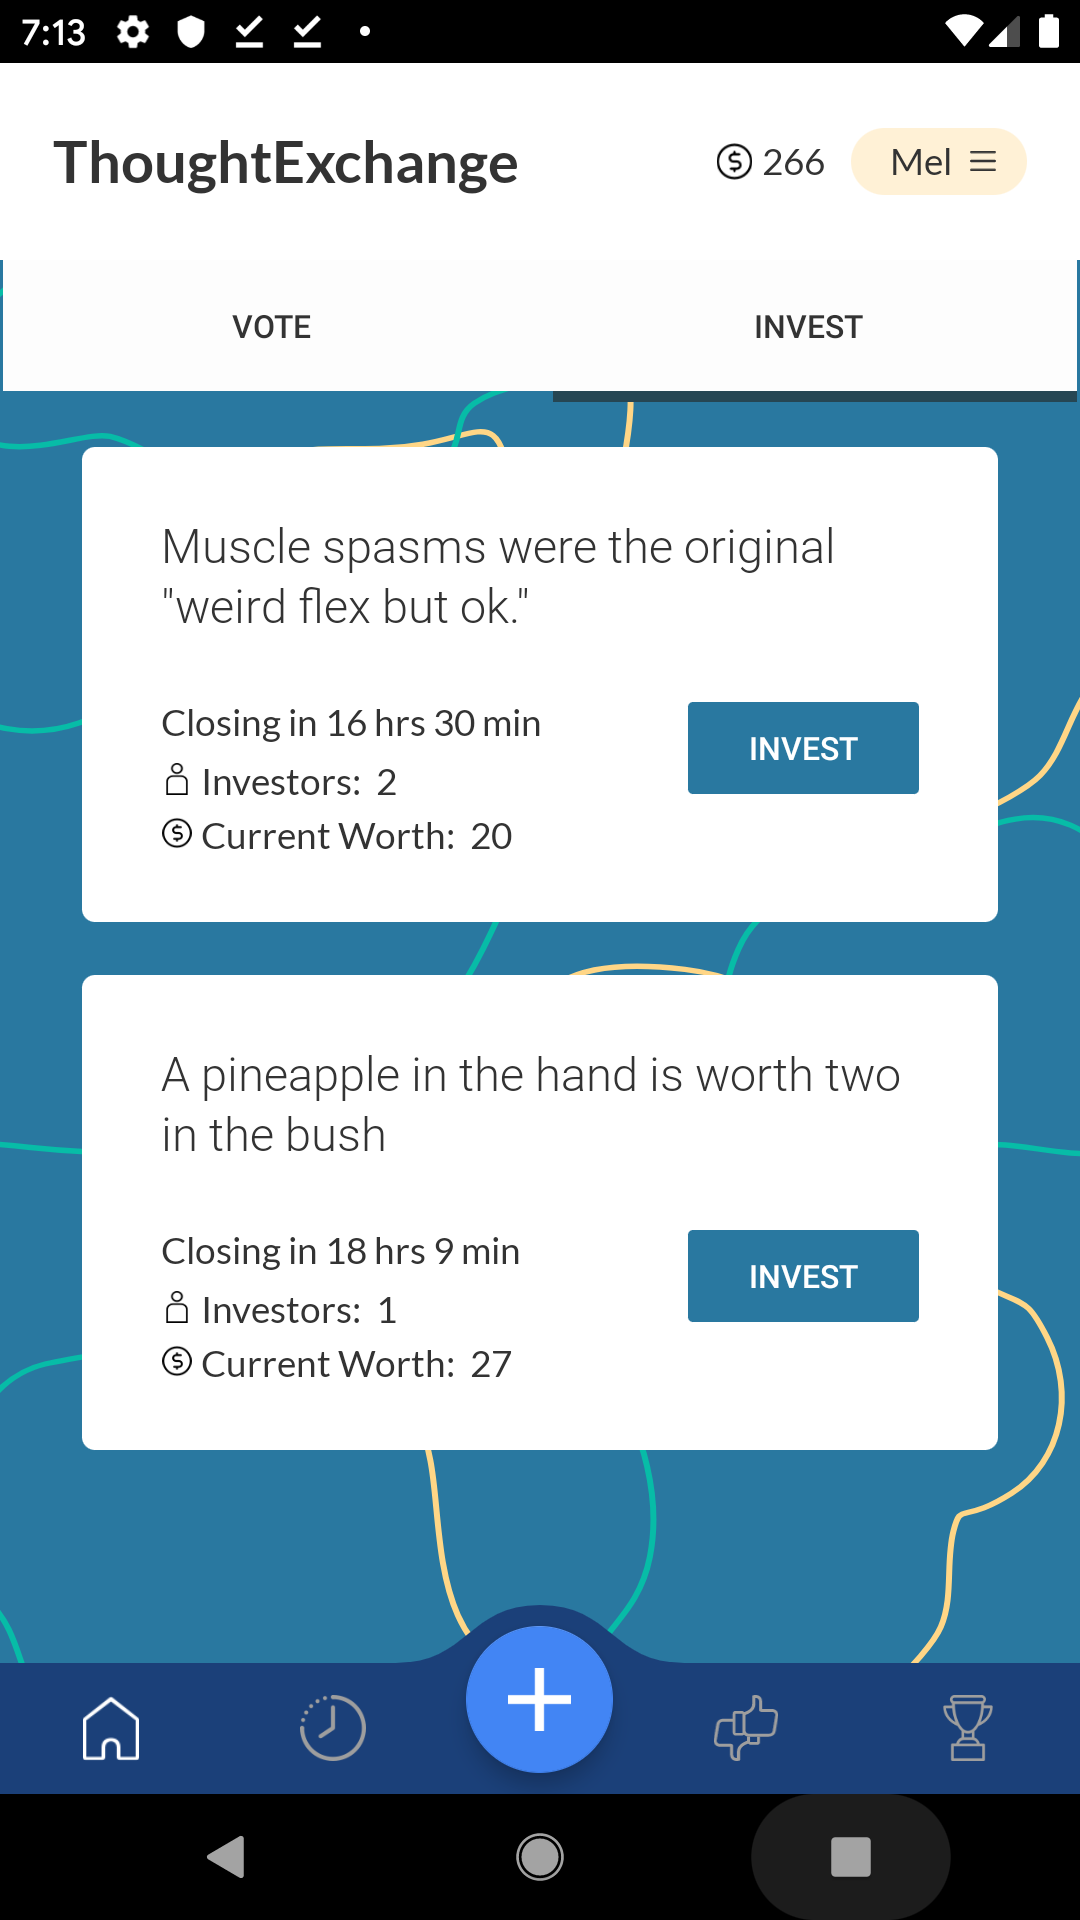 7:13
ThoughtExchange
266
Mel
VOTE
INVEST
Muscle spasms were the original
"weird flex but ok."
Closing in 16 hrs 30 min
INVEST
Investors: 2
Current Worth: 20
A pineapple in the hand is worth two
in the bush
Closing in 18 hrs 9 min
INVEST
Investors: 1
Current Worth: 27